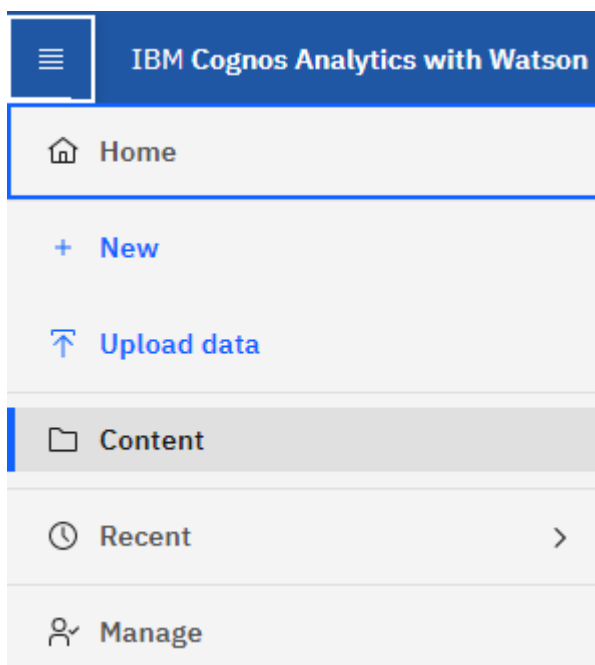 IBM Cognos Analytics with Watson
Home
New
Upload data
Content
Recent
Manage